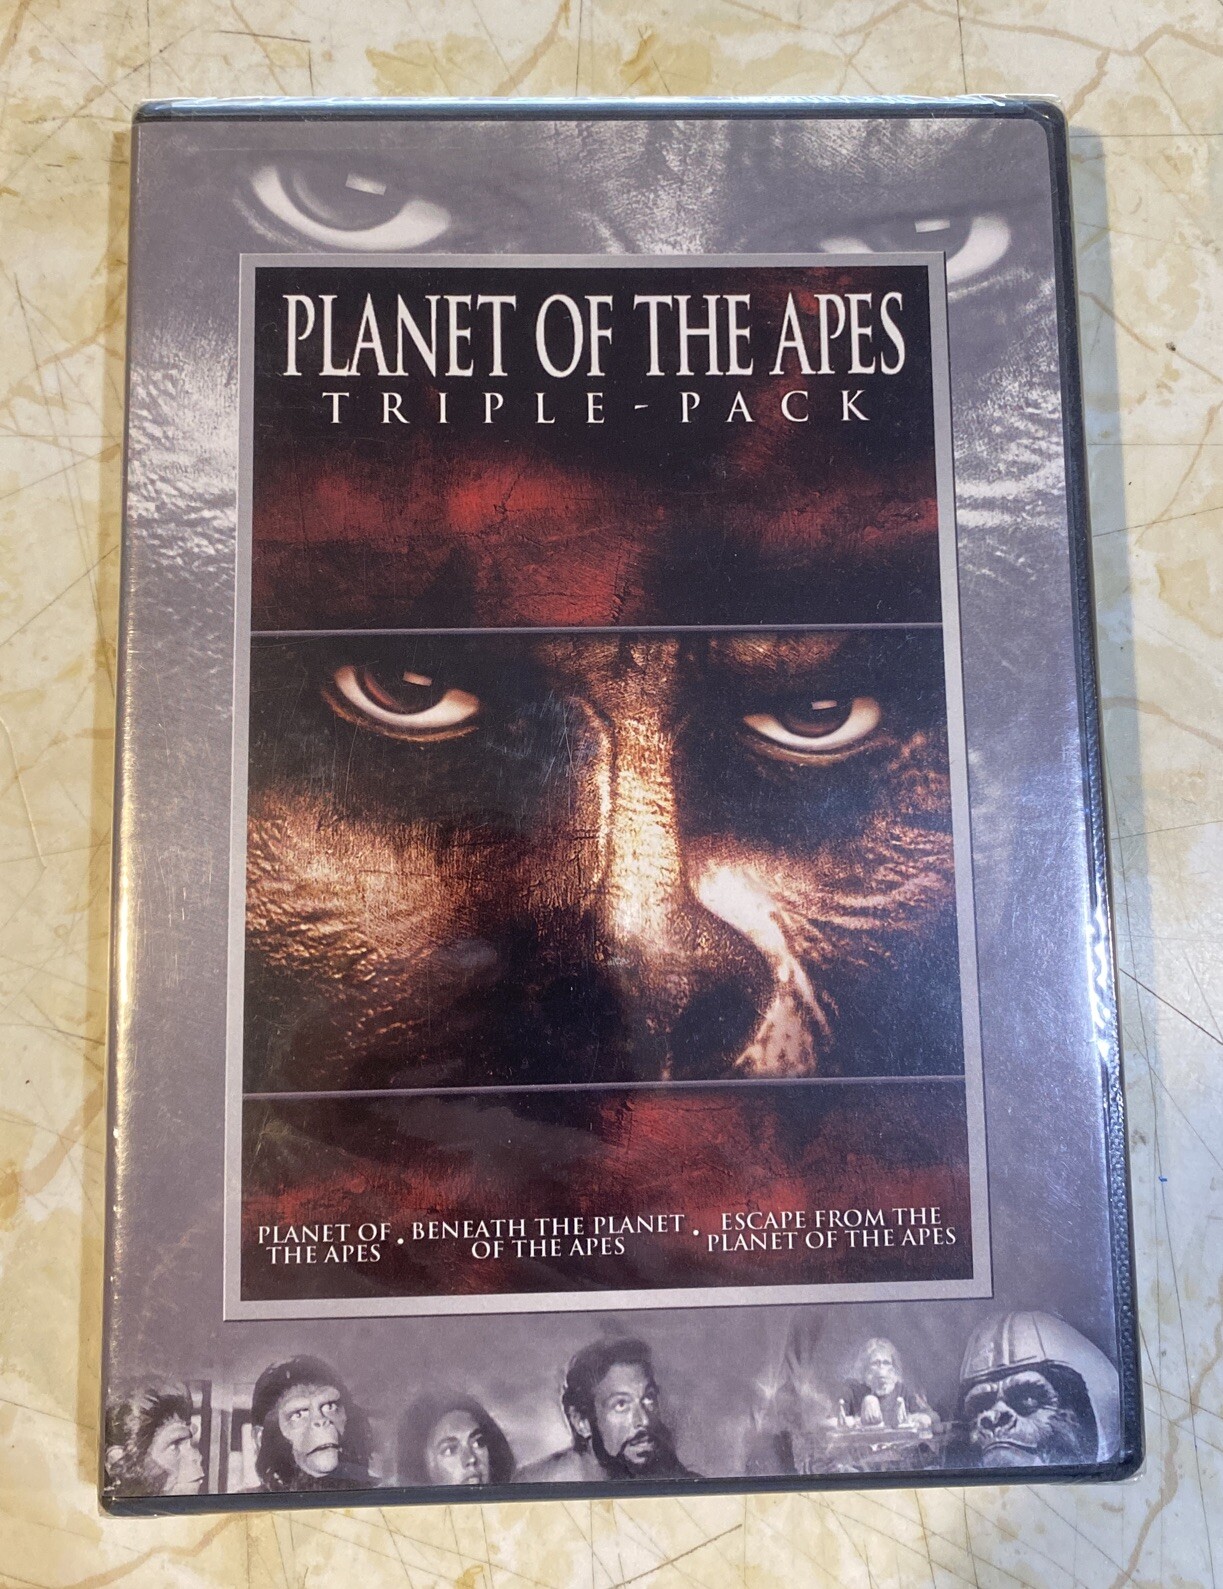 PLANET OF THE APES
TRIPLE-PACK
PLANET OF THE APES · BENEATH THE PLANET OF THE APES · ESCAPE FROM THE PLANET OF THE APES